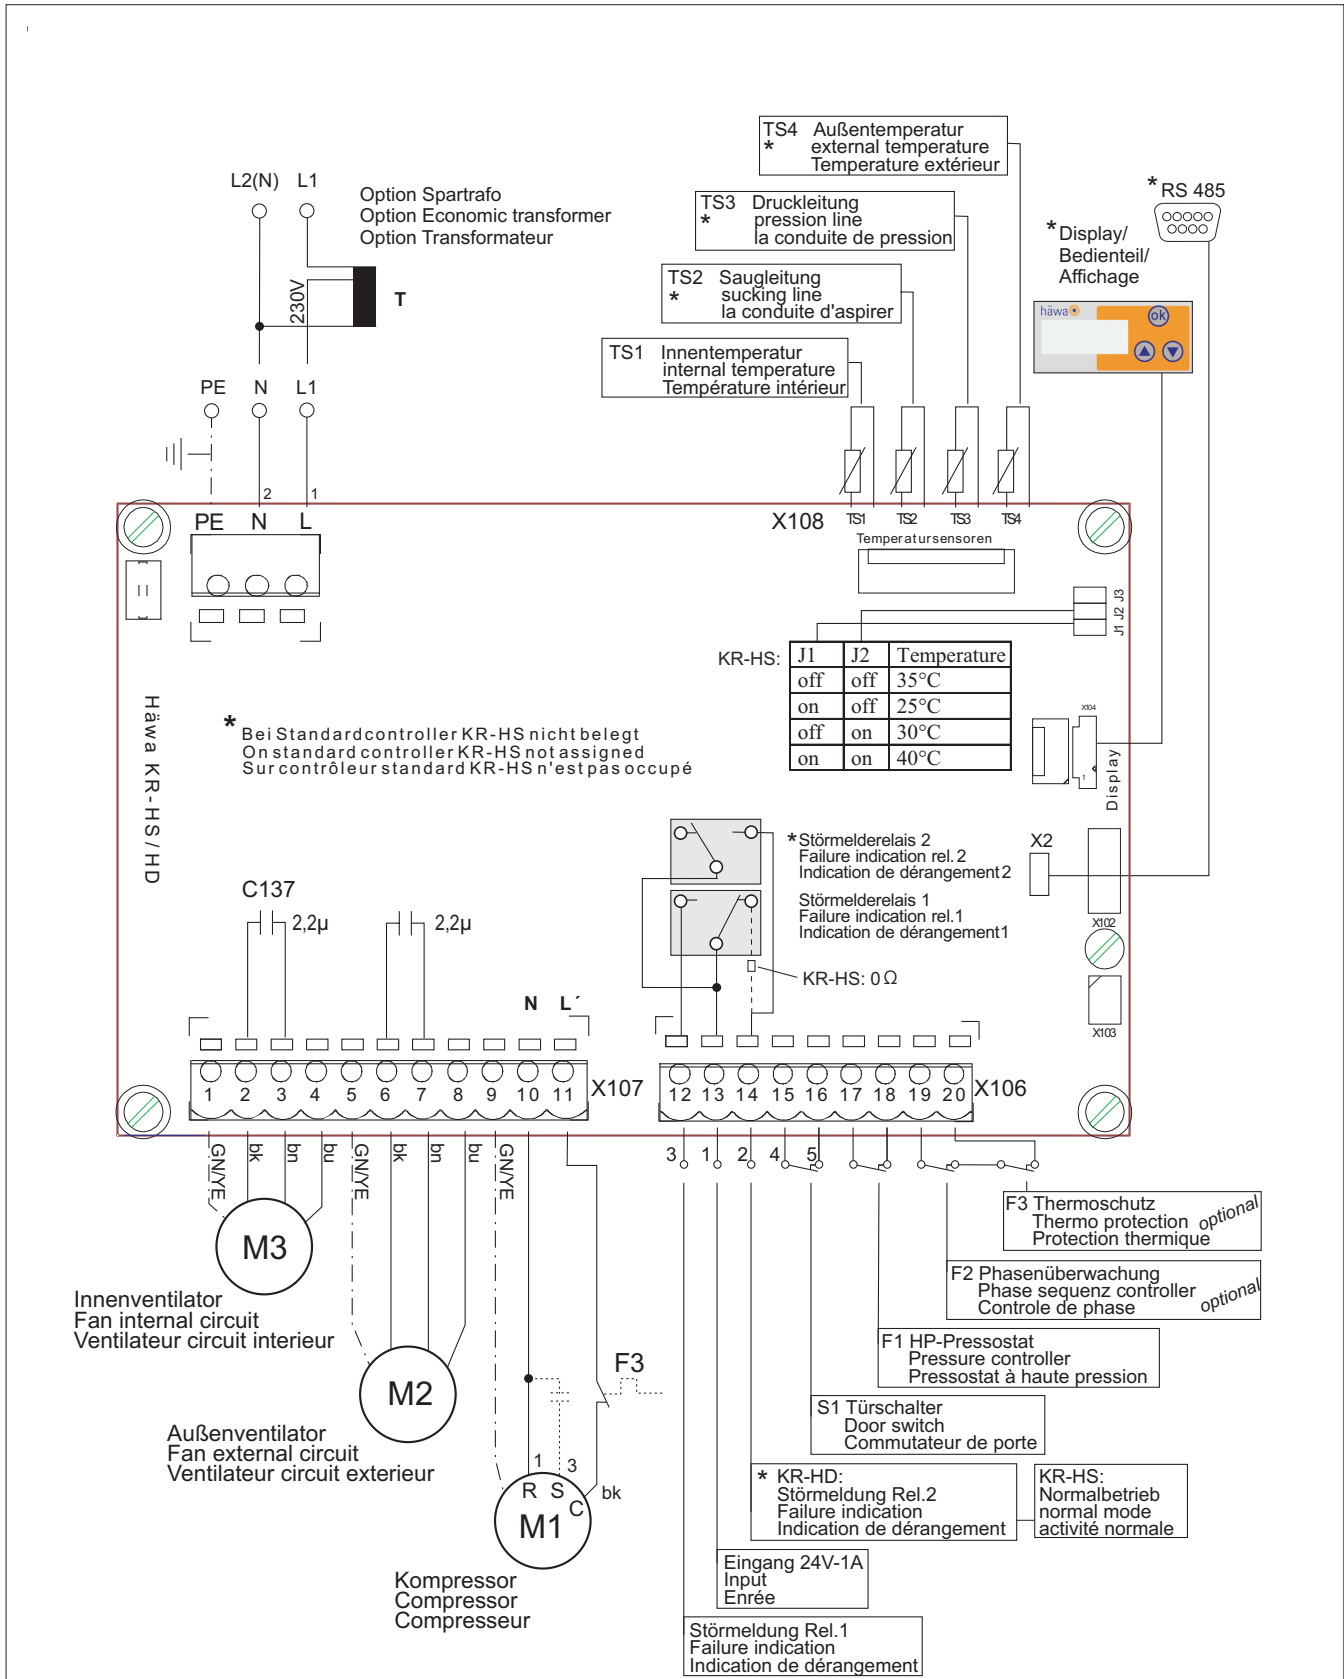 TS4 Außentemperatur
* external temperature
Temperature extérieur
L2(N) L1
Option Spartrafo
Option Economic transformer
Option Transformateur
TS3 Druckleitung
* pression line
la conduite de pression
* RS 485
* Display/
Bedienteil/
Affichage
TS2 Saugleitung
* sucking line
la conduite d'aspirer
230V
T
häwa
ok
TS1 Innentemperatur
internal temperature
Température intérieur
PE N L1
2 1
PE N L
X108 TS1 TS2 TS3 TS4
Temperatursensoren
J1 J2 J3
KR-HS:
J1 J2 Temperature
off off 35°C
on off 25°C
off on 30°C
on on 40°C
Häwa KR-HS/HD
* Bei Standardcontroller KR-HS nicht belegt
On standard controller KR-HS not assigned
Sur contrôleur standard KR-HS n'est pas occupé
X104
1
Display
* Störmelderelais 2
Failure indication rel.2
Indication de dérangement2
X2
C137
2,2µ 2,2µ
Störmelderelais 1
Failure indication rel.1
Indication de dérangement1
X102
KR-HS: 0Ω
N L´
X103
1 2 3 4 5 6 7 8 9 10 11 X107
12 13 14 15 16 17 18 19 20 X106
GN/YE bk bn bu GN/YE bk bn bu GN/YE
3 1 2 4 5
M3
Innenventilator
Fan internal circuit
Ventilateur circuit interieur
F3 Thermoschutz
Thermo protection optional
Protection thermique
F2 Phasenüberwachung
Phase sequenz controller
Controle de phase optional
F1 HP-Pressostat
Pressure controller
Pressostat à haute pression
F3
M2
Außenventilator
Fan external circuit
Ventilateur circuit exterieur
S1 Türschalter
Door switch
Commutateur de porte
1 3
R S C bk
M1
* KR-HD:
Störmeldung Rel.2
Failure indication
Indication de dérangement
KR-HS:
Normalbetrieb
normal mode
activité normale
Kompressor
Compressor
Compresseur
Eingang 24V-1A
Input
Enrée
Störmeldung Rel.1
Failure indication
Indication de dérangement